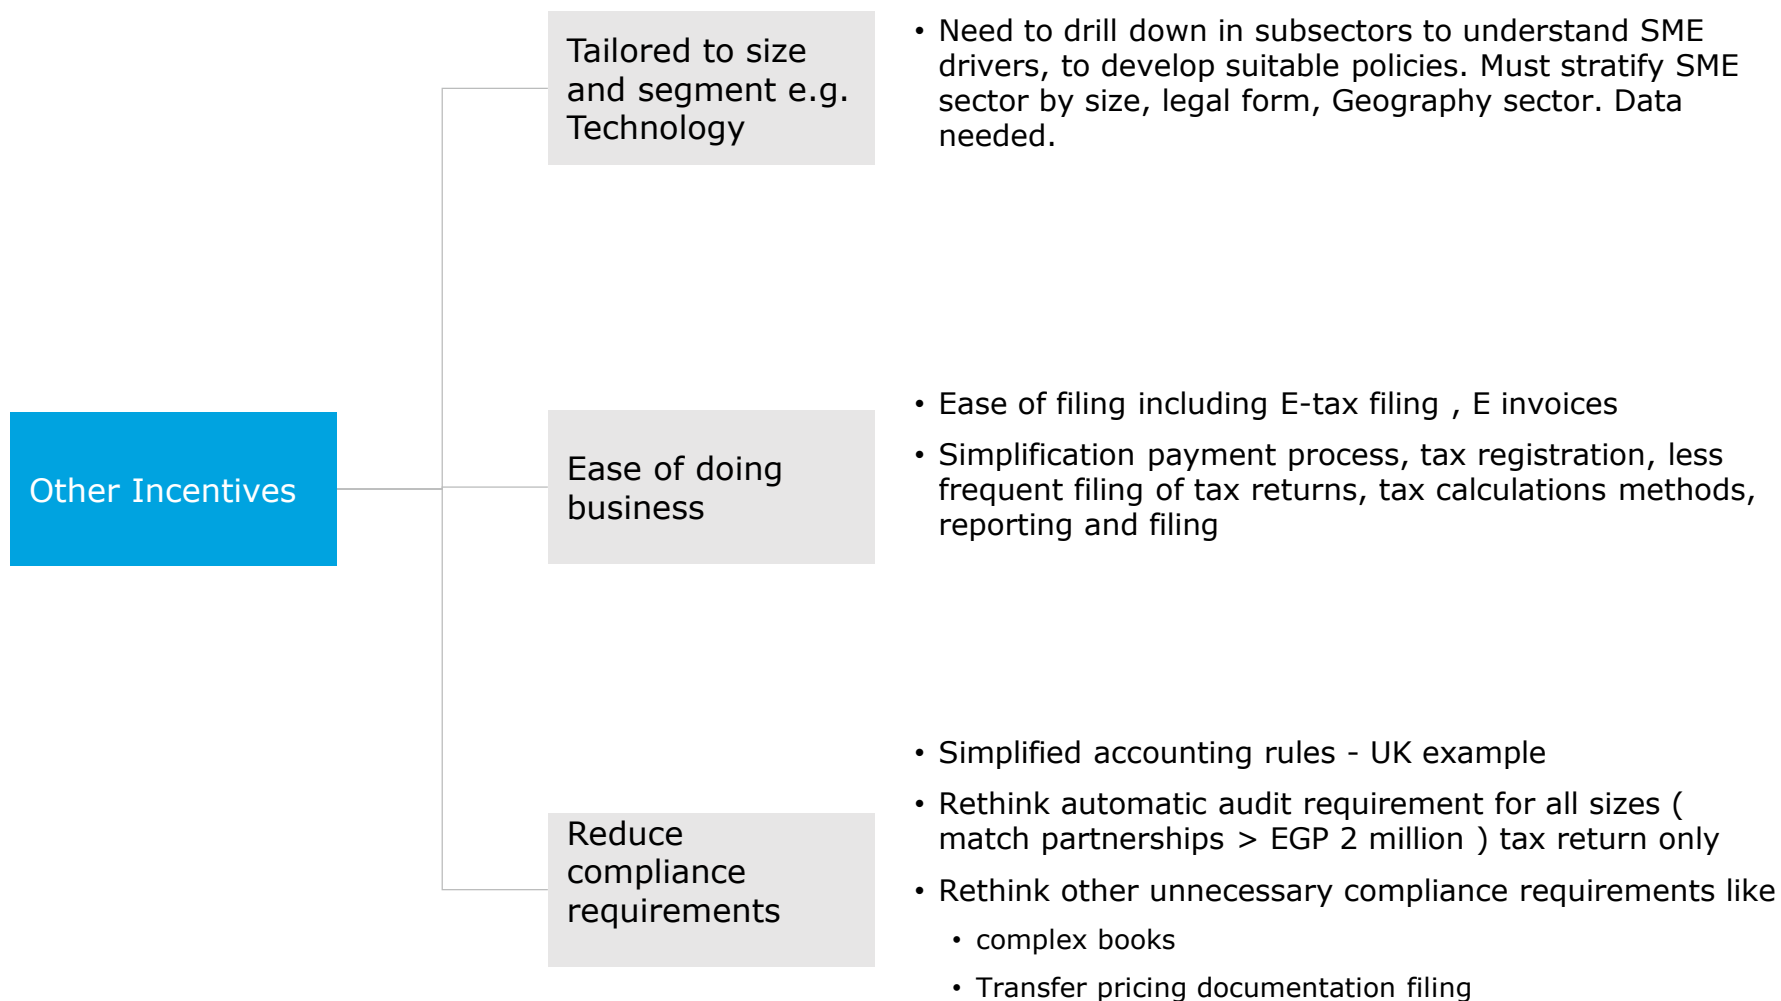 Other Incentives
Tailored to size
and segment e.g.
Technology
• Need to drill down in subsectors to understand SME
drivers, to develop suitable policies. Must stratify SME
sector by size, legal form, Geography sector. Data
needed.
Ease of doing
business
• Ease of filing including E-tax filing , E invoices
• Simplification payment process, tax registration, less
frequent filing of tax returns, tax calculations methods,
reporting and filing
Reduce
compliance
requirements
• Simplified accounting rules - UK example
• Rethink automatic audit requirement for all sizes (
match partnerships > EGP 2 million ) tax return only
• Rethink other unnecessary compliance requirements like
• complex books
• Transfer pricing documentation filing